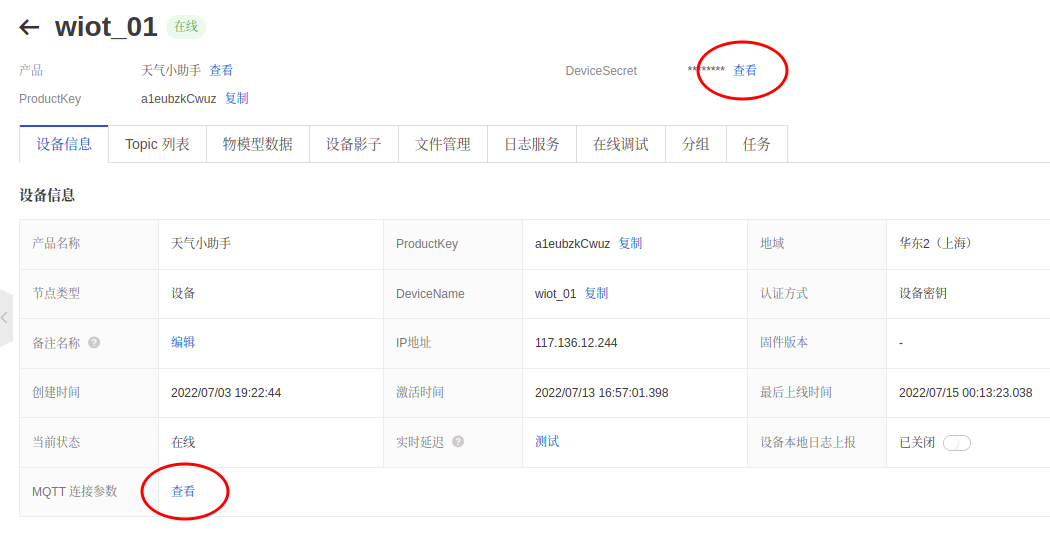 wiot_01 在线
产品 天气小助手 查看 DeviceSecret ******** 查看
ProductKey a1eubzkCwuz 复制
设备信息 Topic 列表 物模型数据 设备影子 文件管理 日志服务 在线调试 分组 任务
设备信息
产品名称 天气小助手 ProductKey a1eubzkCwuz 复制 地域 华东2（上海）
节点类型 设备 DeviceName wiot_01 复制 认证方式 设备密钥
备注名称 ? 编辑 IP地址 117.136.12.244 固件版本 -
创建时间 2022/07/03 19:22:44 激活时间 2022/07/13 16:57:01.398 最后上线时间 2022/07/15 00:13:23.038
当前状态 在线 实时延迟 ? 测试 设备本地日志上报 已关闭
MQTT 连接参数 查看